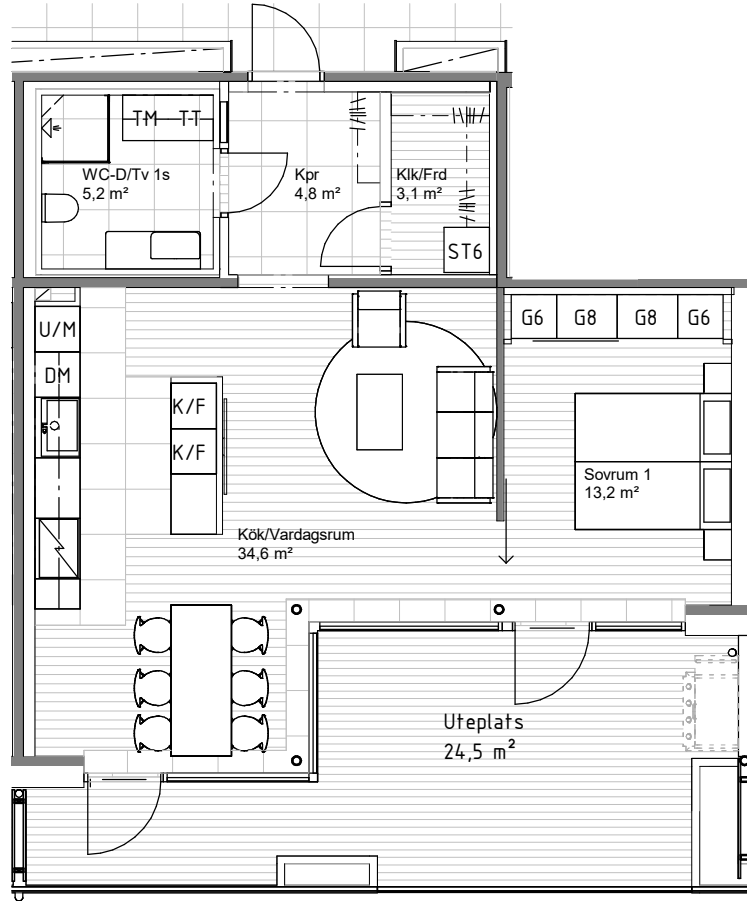 TM TT
WC-D/Tv 1s
5,2 m²
Kpr
4,8 m²
Klk/Frd
3,1 m²
ST6
U/M
DM
K/F
K/F
G6 G8 G8 G6
Sovrum 1
13,2 m²
Kök/Vardagsrum
34,6 m²
Uteplats
24,5 m²